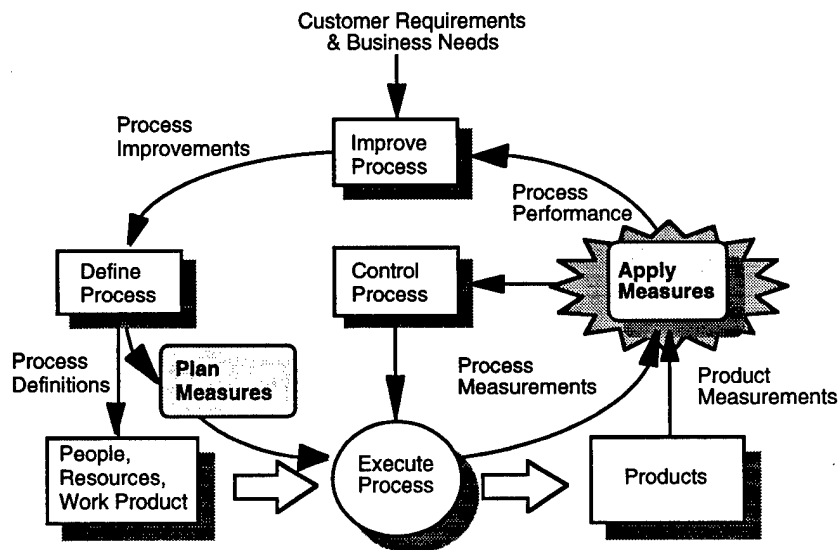 Customer Requirements
& Business Needs
Process
Improvements
Improve
Process
Process
Performance
Define
Process
Control
Process
Apply
Measures
Process
Definitions
Plan
Measures
Process
Measurements
Product
Measurements
People,
Resources,
Work Product
Execute
Process
Products